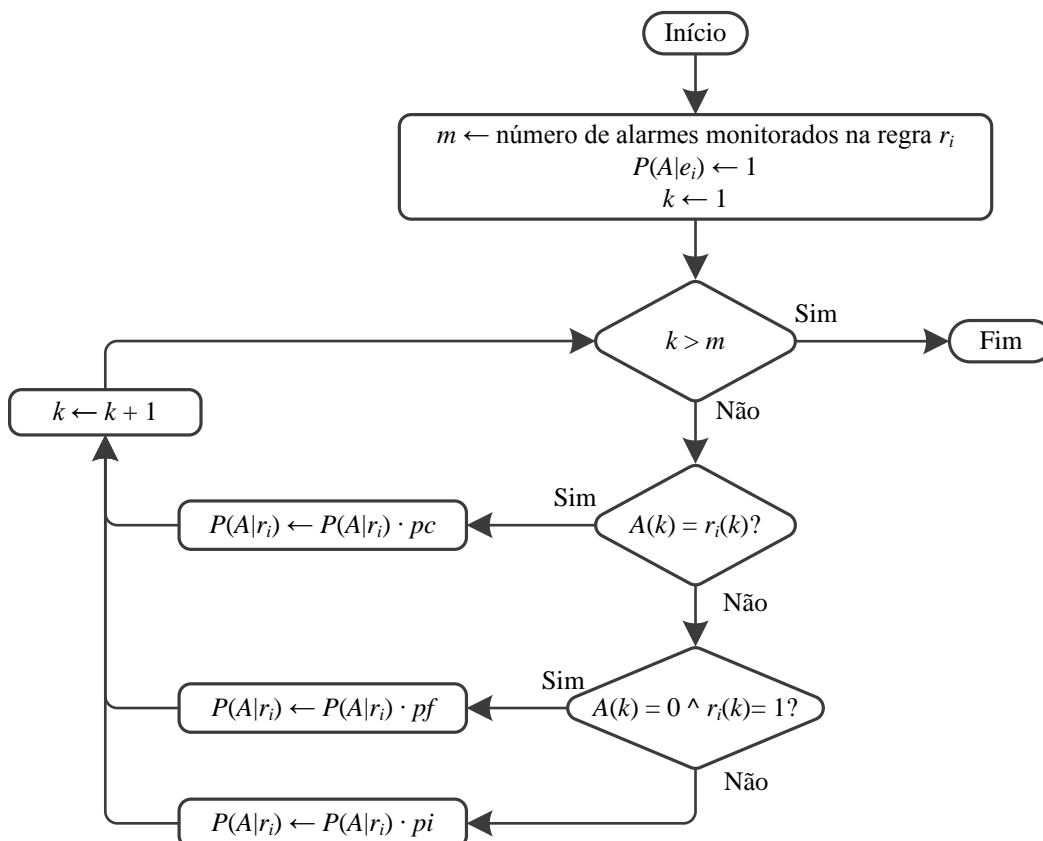 Início
m ← número de alarmes monitorados na regra rᵢ
P(A|eᵢ) ← 1
k ← 1
k > m
Sim
Fim
Não
k ← k + 1
A(k) = rᵢ(k)?
Sim
P(A|rᵢ) ← P(A|rᵢ) · pc
Não
A(k) = 0 ^ rᵢ(k)= 1?
Sim
P(A|rᵢ) ← P(A|rᵢ) · pf
Não
P(A|rᵢ) ← P(A|rᵢ) · pi